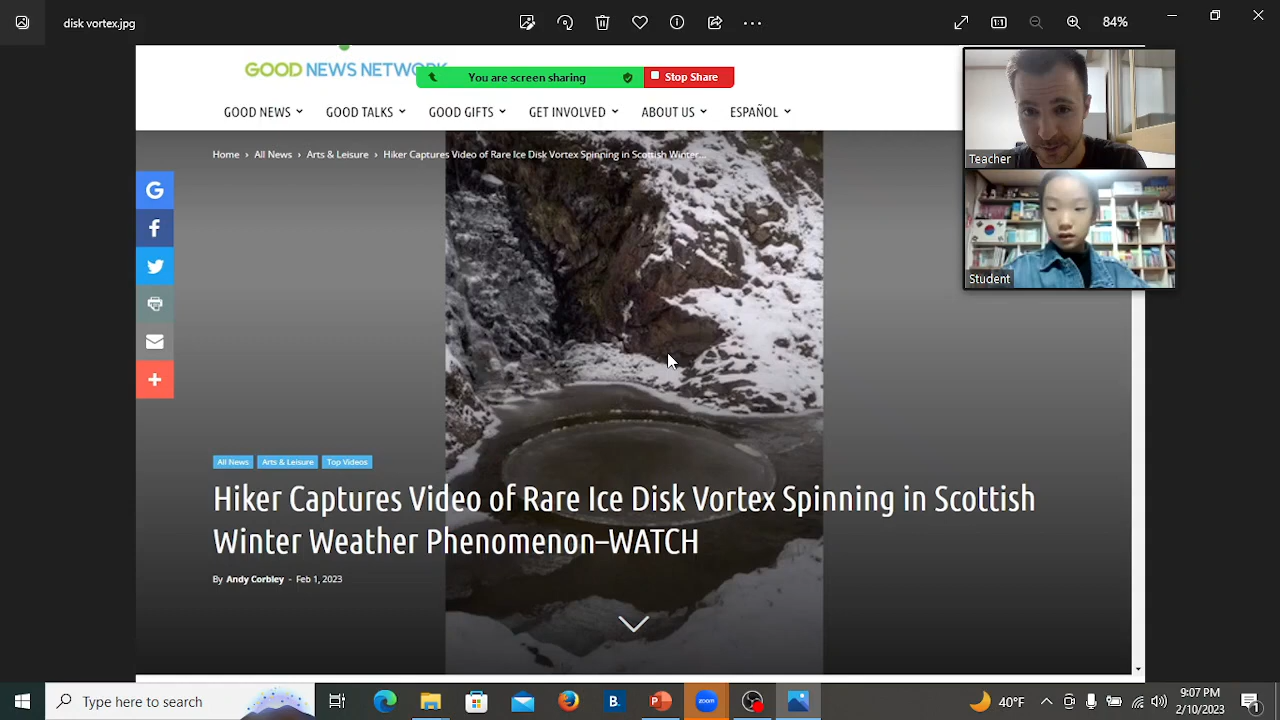 disk vortex.jpg
84%
GOOD NEWS NETWORK
You are screen sharing
Stop Share
GOOD NEWS
GOOD TALKS
GOOD GIFTS
GET INVOLVED
ABOUT US
ESPAÑOL
Home › All News › Arts & Leisure › Hiker Captures Video of Rare Ice Disk Vortex Spinning in Scottish Winter...
Teacher
Student
All News
Arts & Leisure
Top Videos
Hiker Captures Video of Rare Ice Disk Vortex Spinning in Scottish
Winter Weather Phenomenon–WATCH
By Andy Corbley - Feb 1, 2023
Type here to search
zoom
40°F
9:07 PM
2/10/2023